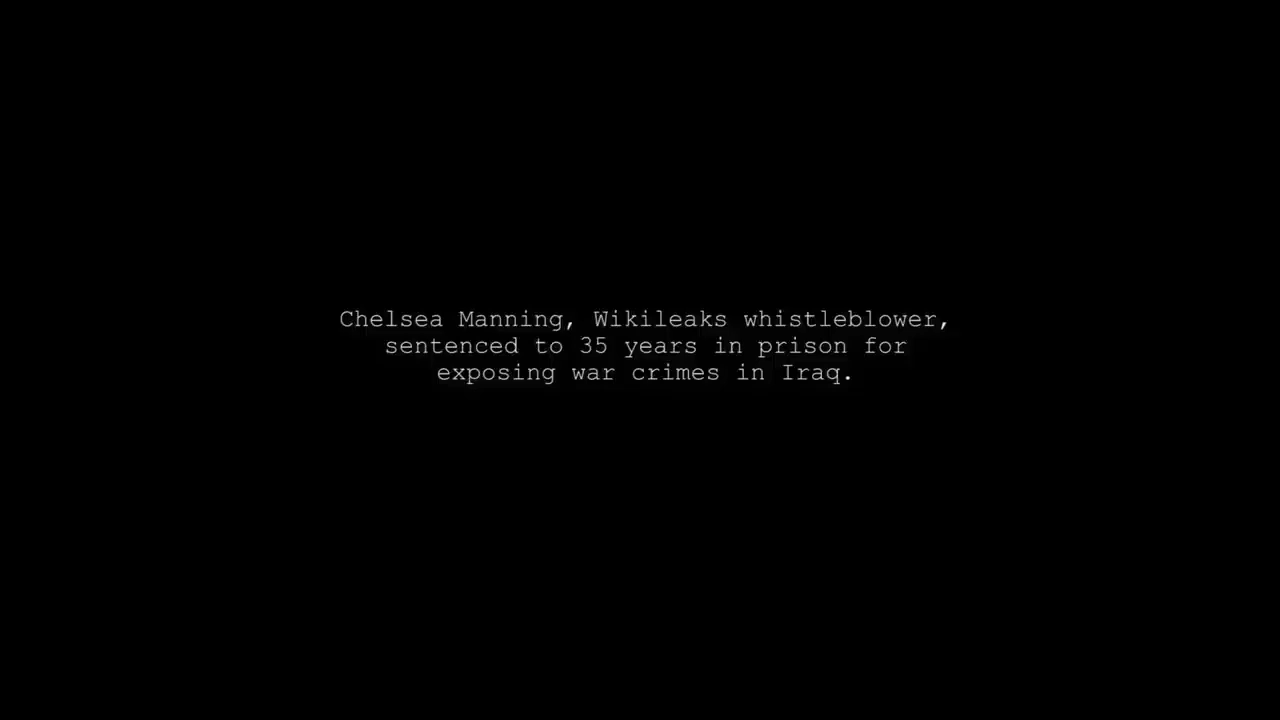 Chelsea Manning, Wikileaks whistleblower,
sentenced to 35 years in prison for
exposing war crimes in Iraq.